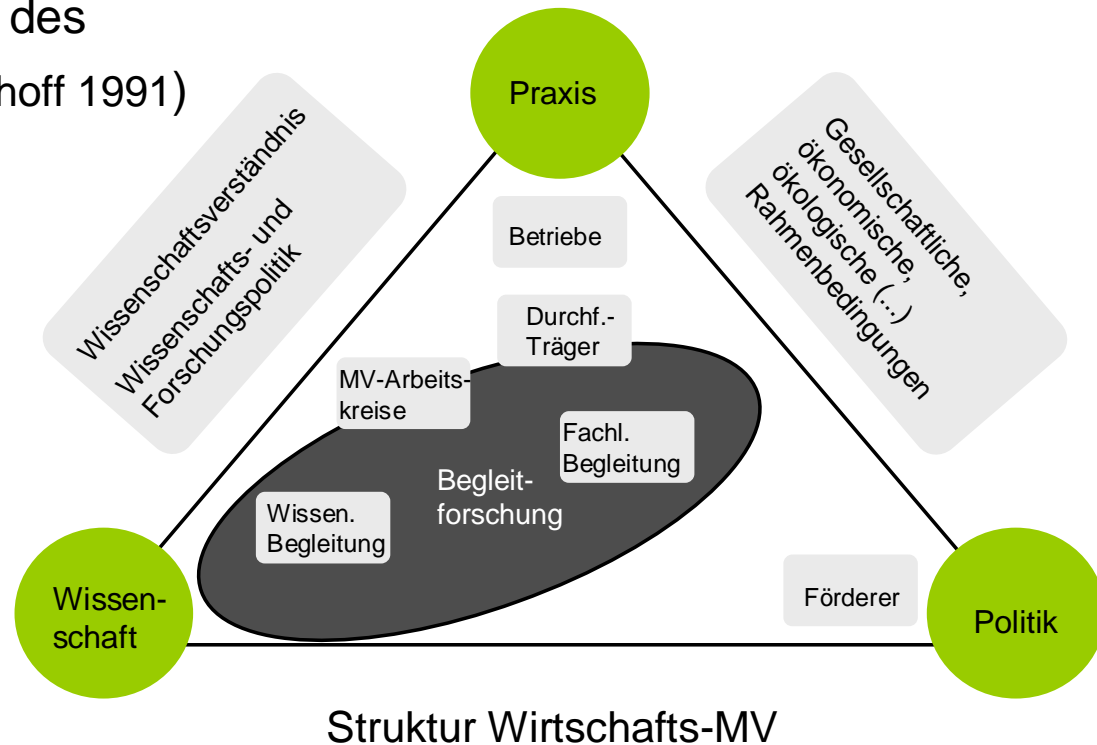 des
hoff 1991)
Praxis
Wissenschaftsverständnis
Wissenschafts- und
Forschungspolitik
Gesellschaftliche,
ökonomische,
ökologische (...)
Rahmenbedingungen
Betriebe
Durchf.-
Träger
MV-Arbeits-
kreise
Fachl.
Begleitung
Begleit-
forschung
Wissen.
Begleitung
Wissen-
schaft
Förderer
Politik
Struktur Wirtschafts-MV